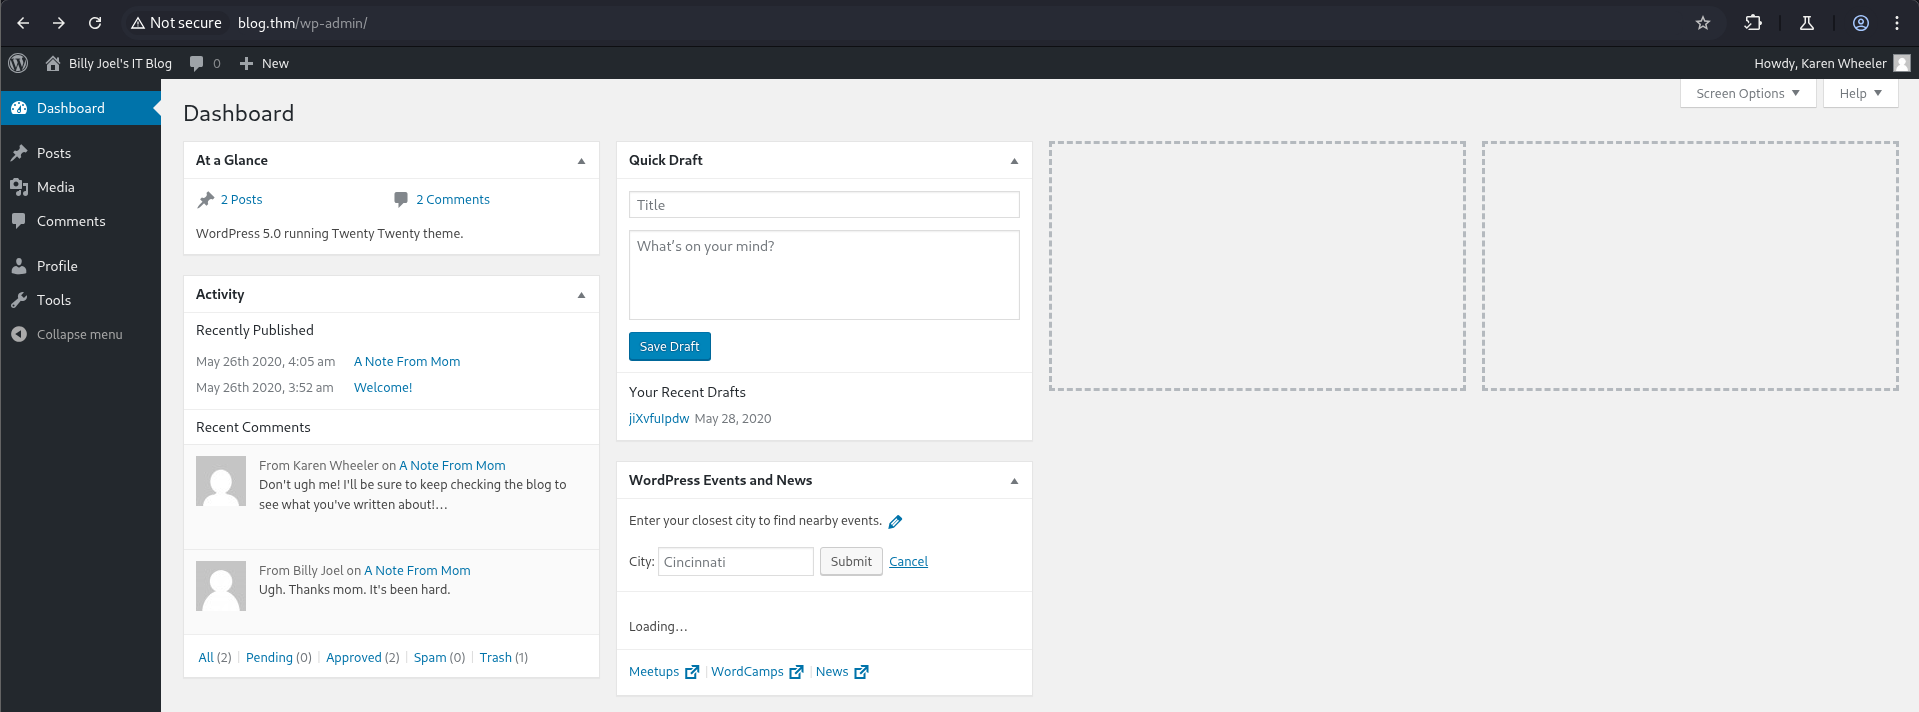 Not secure blog.thm/wp-admin/
Billy Joel's IT Blog 0 New Howdy, Karen Wheeler
Dashboard
Posts
Media
Comments
Profile
Tools
Collapse menu
Screen Options Help
Dashboard
At a Glance
2 Posts 2 Comments
WordPress 5.0 running Twenty Twenty theme.
Activity
Recently Published
May 26th 2020, 4:05 am A Note From Mom
May 26th 2020, 3:52 am Welcome!
Recent Comments
From Karen Wheeler on A Note From Mom
Don't ugh me! I'll be sure to keep checking the blog to
see what you've written about!…
From Billy Joel on A Note From Mom
Ugh. Thanks mom. It's been hard.
All (2) | Pending (0) | Approved (2) | Spam (0) | Trash (1)
Quick Draft
Title
What's on your mind?
Save Draft
Your Recent Drafts
jiXvfuIpdw May 28, 2020
WordPress Events and News
Enter your closest city to find nearby events.
City: Cincinnati Submit Cancel
Loading…
Meetups | WordCamps | News